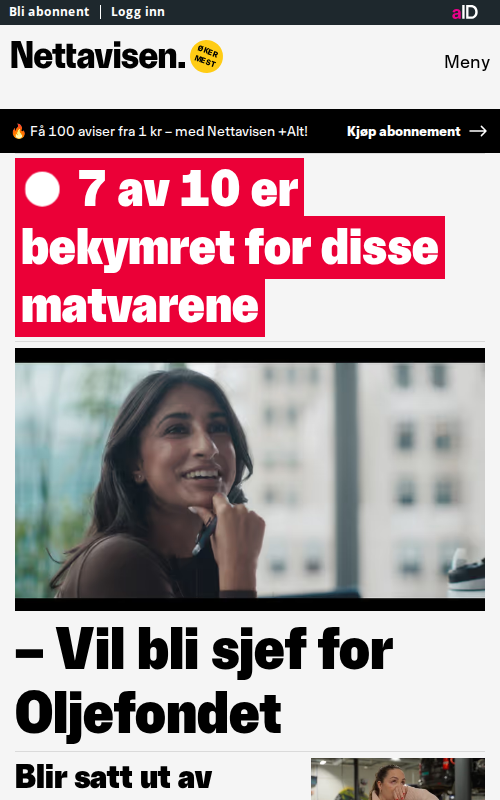 Bli abonnent | Logg inn
aID
Nettavisen.
ØKER
MEST
Meny
🔥 Få 100 aviser fra 1 kr – med Nettavisen +Alt!
Kjøp abonnement →
7 av 10 er
bekymret for disse
matvarene
– Vil bli sjef for
Oljefondet
Blir satt ut av